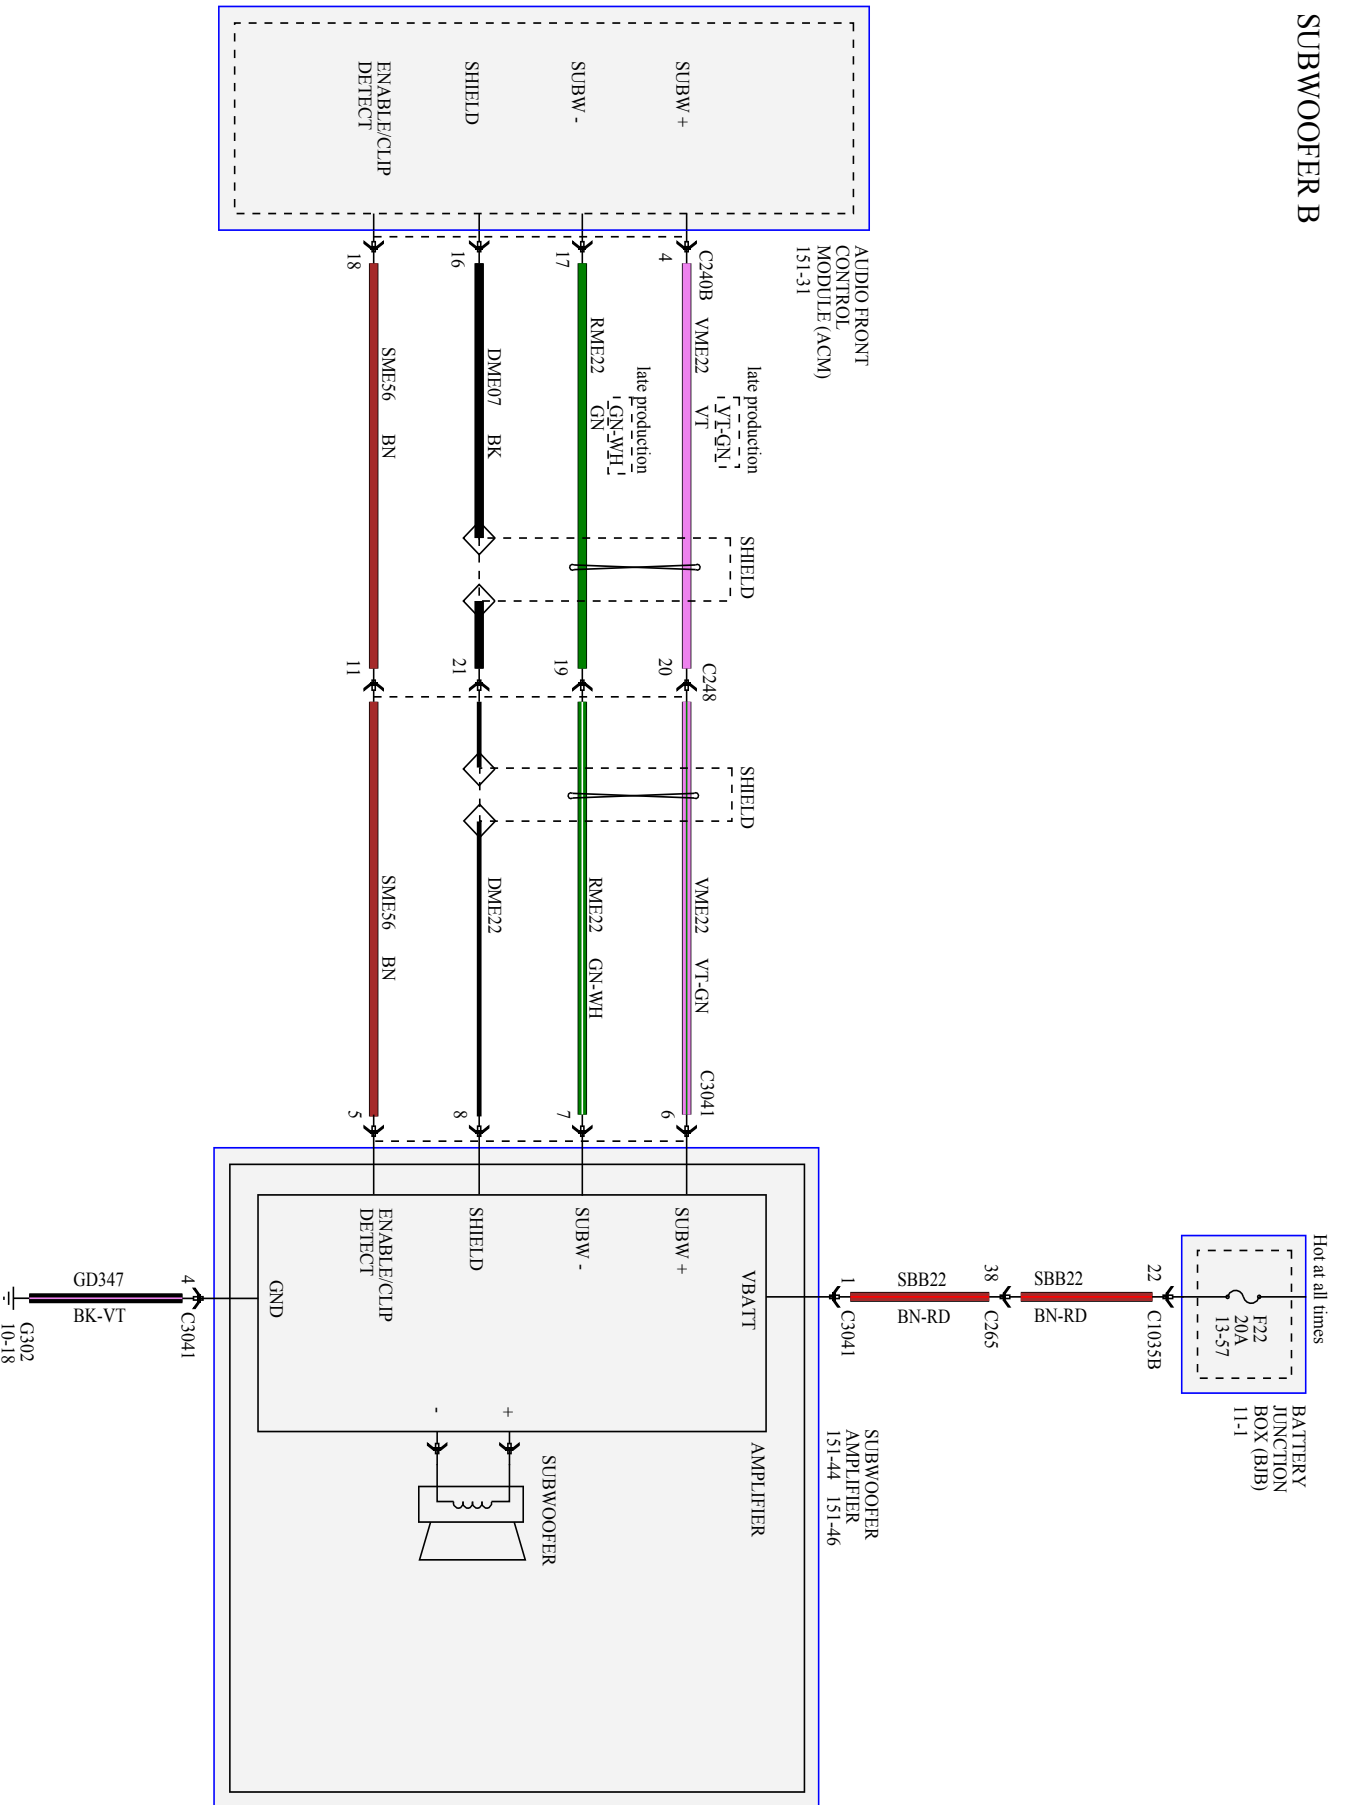 SUBWOOFER B
Hot at all times
F22
20A
13-57
BATTERY
JUNCTION
BOX (BJB)
11-1
22
C1035B
SBB22
BN-RD
38
C265
SBB22
BN-RD
1
C3041
AUDIO FRONT
CONTROL
MODULE (ACM)
151-31
SUBW +
SUBW -
SHIELD
ENABLE/CLIP
DETECT
C240B
4
17
16
18
late production
VT-GN
VME22
VT
late production
GN-WH
RME22
GN
DME07
BK
SME56
BN
SHIELD
C248
20
19
21
11
SHIELD
VME22
VT-GN
RME22
GN-WH
DME22
SME56
BN
C3041
6
7
8
5
SUBWOOFER
AMPLIFIER
151-44 151-46
VBATT
SUBW +
SUBW -
SHIELD
ENABLE/CLIP
DETECT
GND
AMPLIFIER
+
-
SUBWOOFER
4
C3041
GD347
BK-VT
G302
10-18